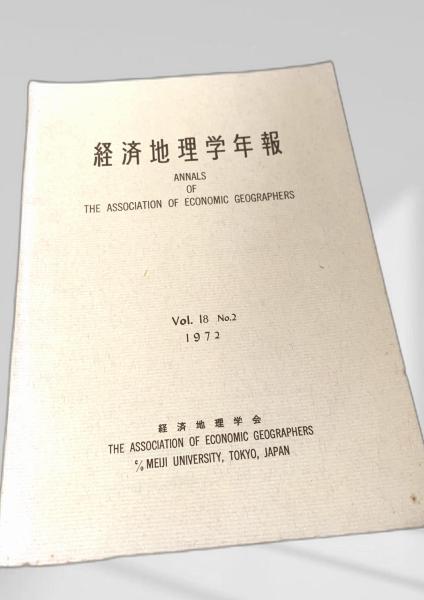 経済地理学年報
ANNALS
OF
THE ASSOCIATION OF ECONOMIC GEOGRAPHERS
Vol. 18 No.2
1972
経済地理学会
THE ASSOCIATION OF ECONOMIC GEOGRAPHERS
c/o MEIJI UNIVERSITY, TOKYO, JAPAN